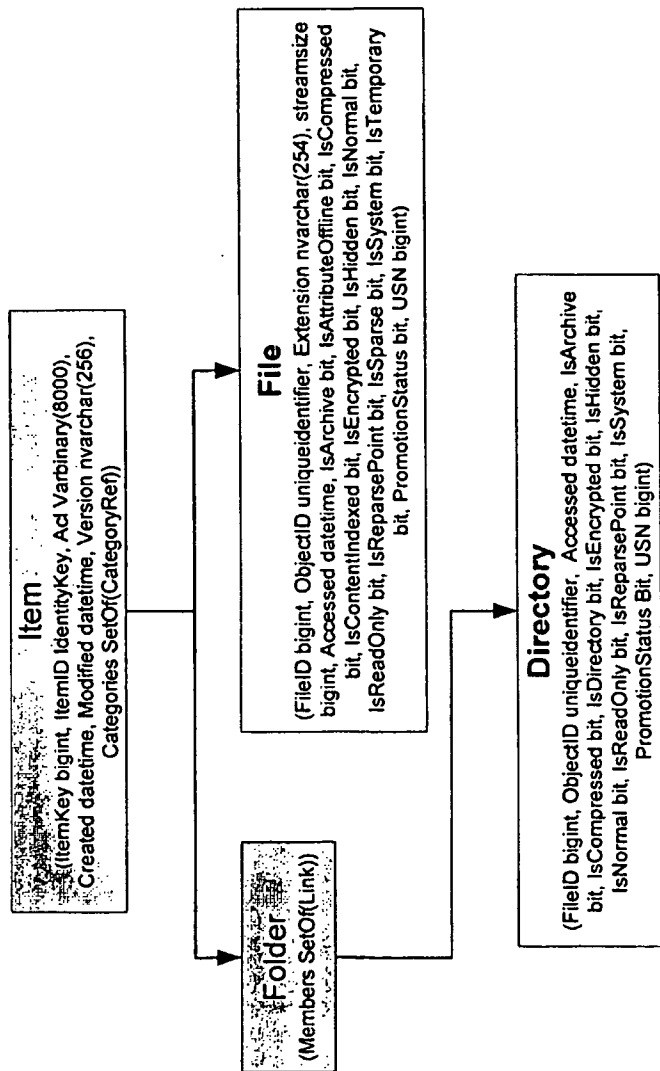 Item
(ItemKey bigint, ItemID IdentityKey, Acl Varbinary(8000),
Created datetime, Modified datetime, Version nvarchar(256),
Categories SetOf(CategoryRef))
Folder
(Members SetOf(Link))
File
(FileID bigint, ObjectID uniqueidentifier, Extension nvarchar(254), streamsize
bigint, Accessed datetime, IsArchive bit, IsAttributeOffline bit, IsCompressed
bit, IsContentIndexed bit, IsEncrypted bit, IsHidden bit, IsNormal bit,
IsReadOnly bit, IsReparsePoint bit, IsSparse bit, IsSystem bit, IsTemporary
bit, PromotionStatus bit, USN bigint)
Directory
(FileID bigint, ObjectID uniqueidentifier, Accessed datetime, IsArchive
bit, IsCompressed bit, IsDirectory bit, IsEncrypted bit, IsHidden bit,
IsNormal bit, IsReadOnly bit, IsReparsePoint bit, IsSystem bit,
PromotionStatus Bit, USN bigint)